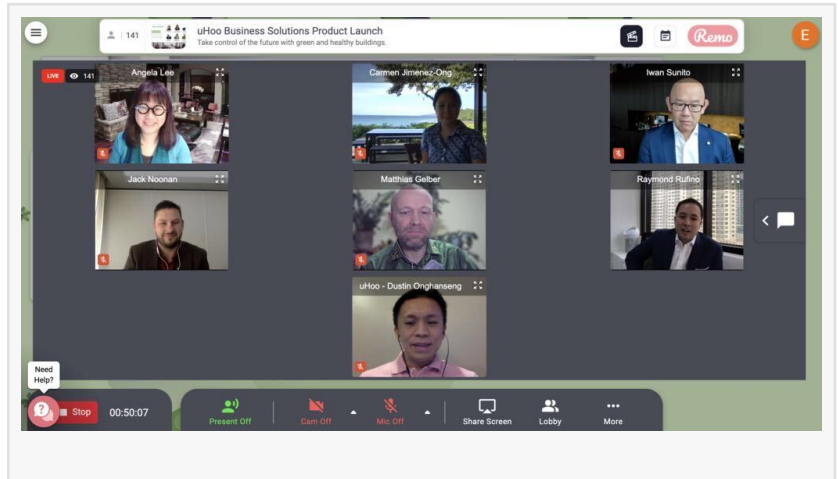 141
uHoo Business Solutions Product Launch
Take control of the future with green and healthy buildings.
Remo
E
LIVE 141
Angela Lee
Carmen Jimenez-Ong
Iwan Sunito
Jack Noonan
Matthias Gelber
Raymond Rufino
uHoo - Dustin Onghanseng
Need
Help?
Stop
00:50:07
Present Off
Cam Off
Mic Off
Share Screen
Lobby
More